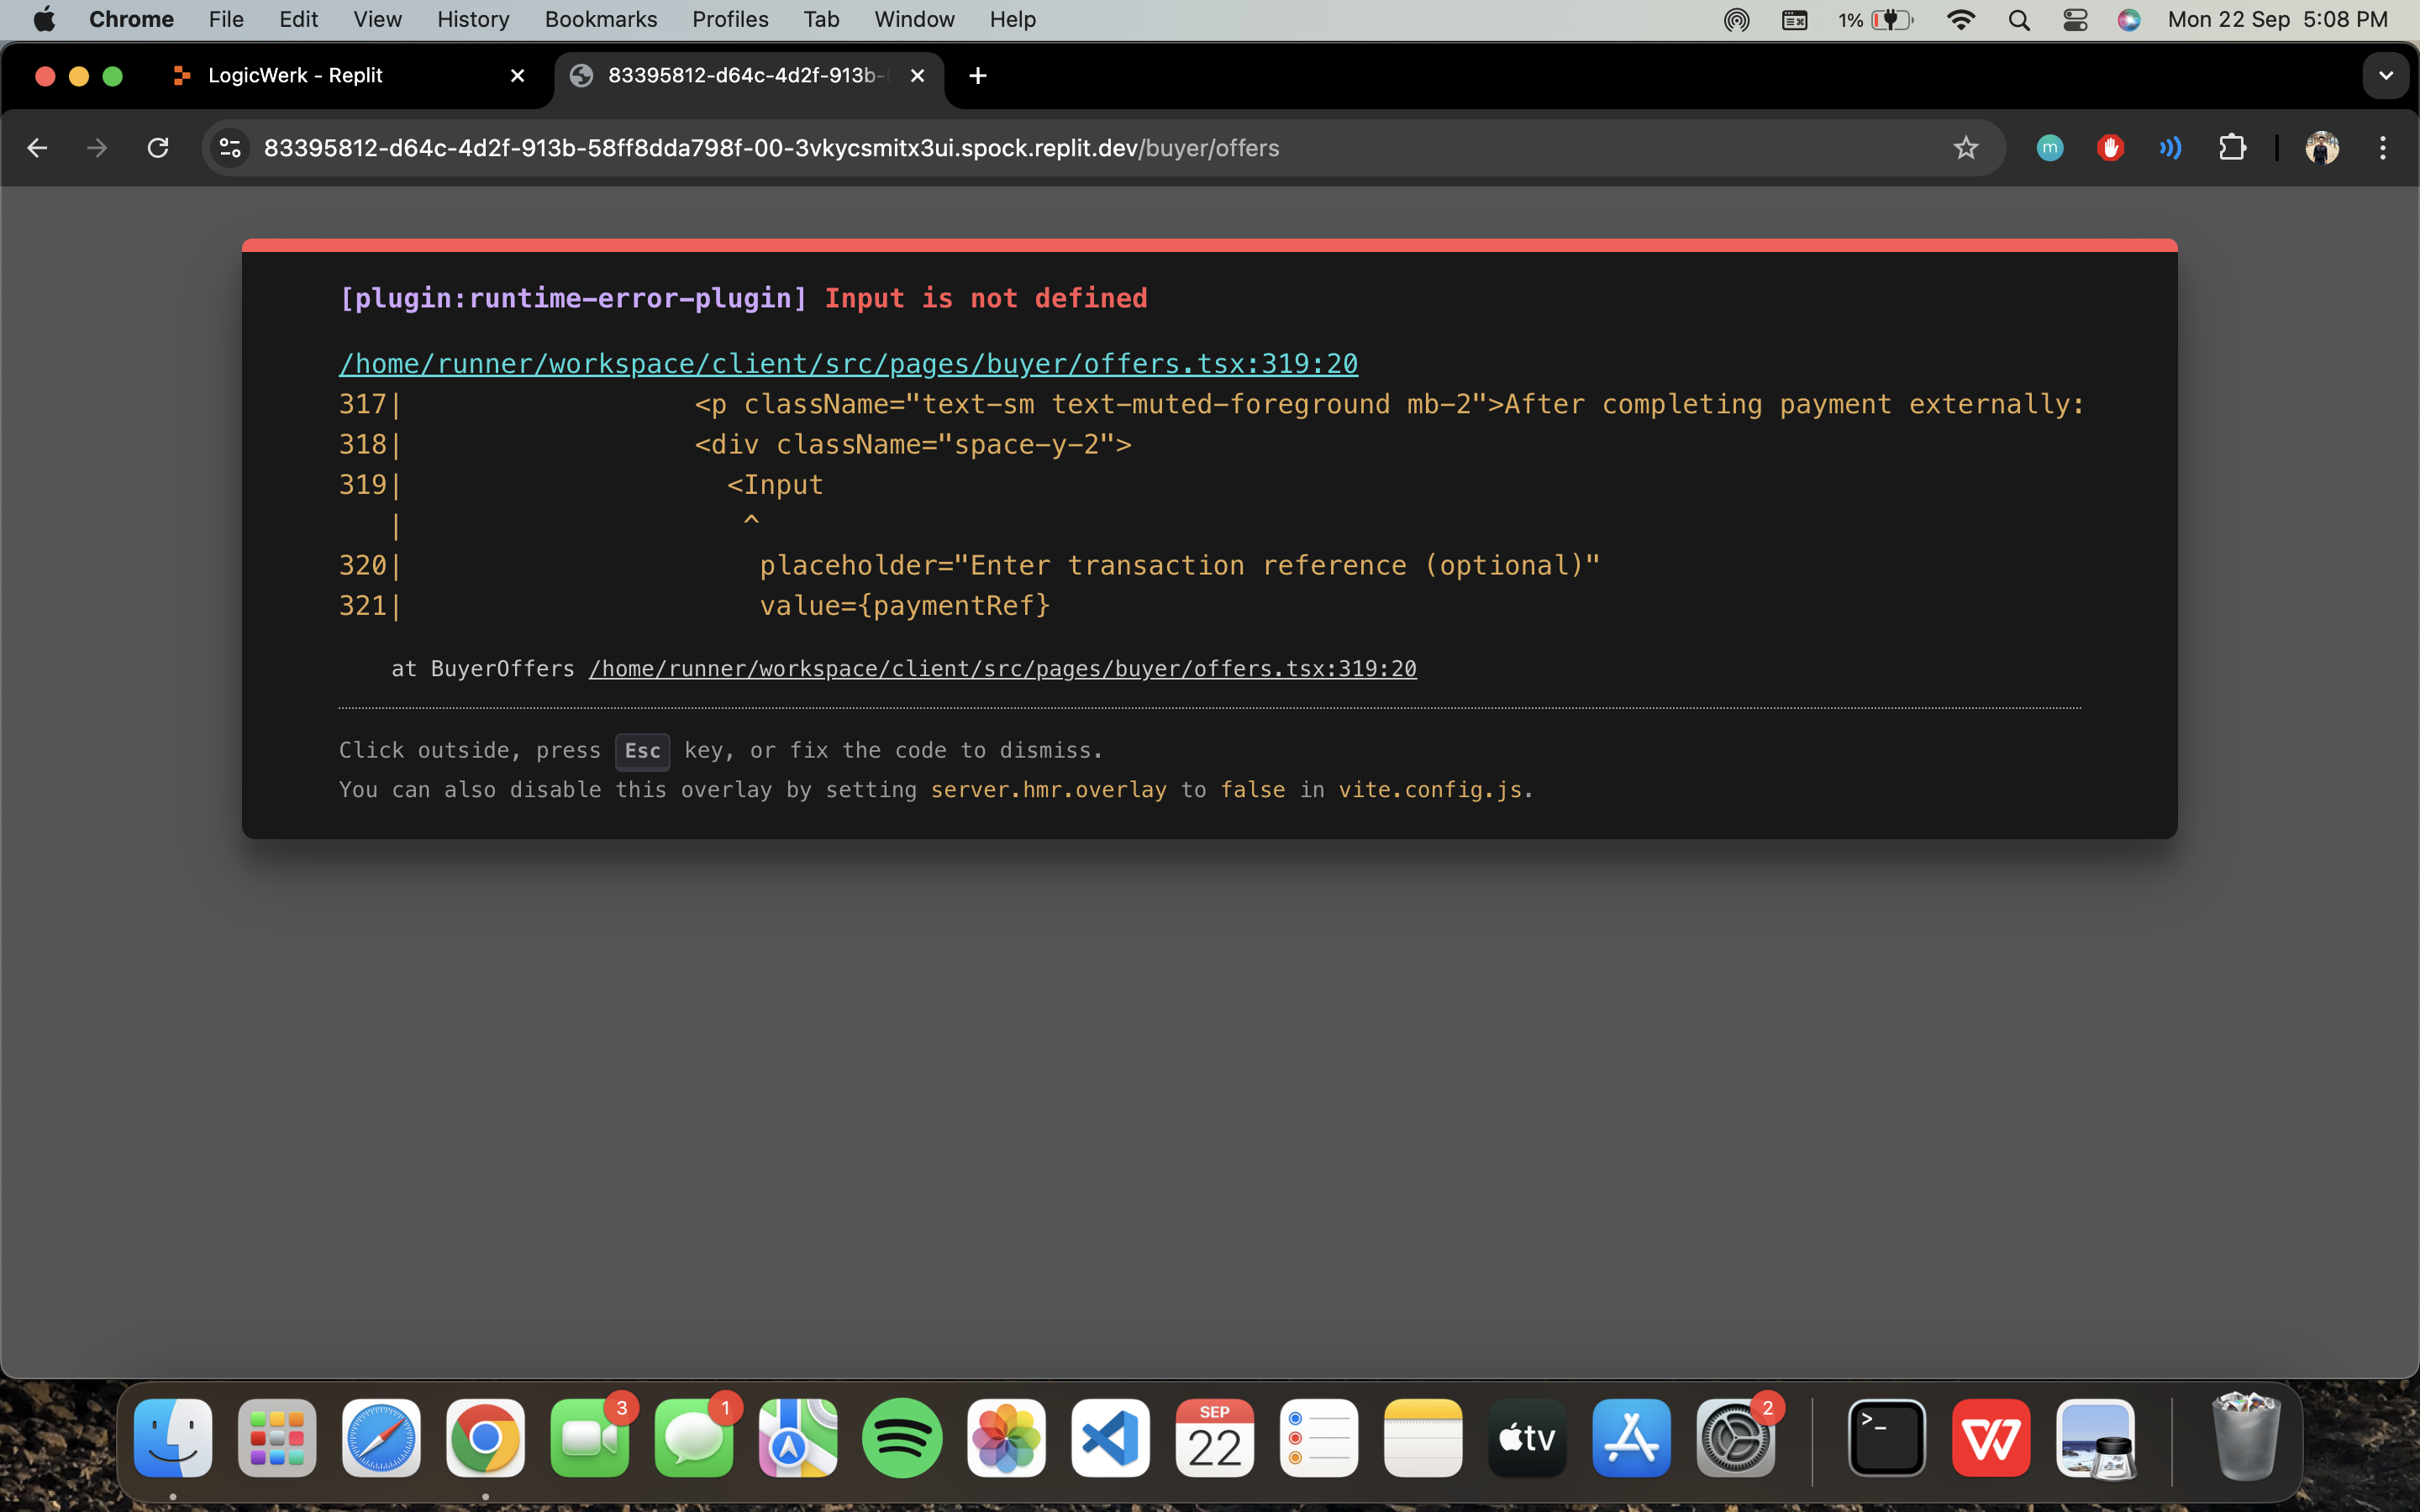 Chrome File Edit View History Bookmarks Profiles Tab Window Help 1% Mon 22 Sep 5:08 PM
LogicWerk - Replit 83395812-d64c-4d2f-913b-
83395812-d64c-4d2f-913b-58ff8dda798f-00-3vkycsmitx3ui.spock.replit.dev/buyer/offers m
[plugin:runtime-error-plugin] Input is not defined
/home/runner/workspace/client/src/pages/buyer/offers.tsx:319:20
317| <p className="text-sm text-muted-foreground mb-2">After completing payment externally:
318| <div className="space-y-2">
319| <Input
| ^
320| placeholder="Enter transaction reference (optional)"
321| value={paymentRef}
at BuyerOffers /home/runner/workspace/client/src/pages/buyer/offers.tsx:319:20
Click outside, press Esc key, or fix the code to dismiss.
You can also disable this overlay by setting server.hmr.overlay to false in vite.config.js.
3 1 SEP 22 tv 2 >_ W